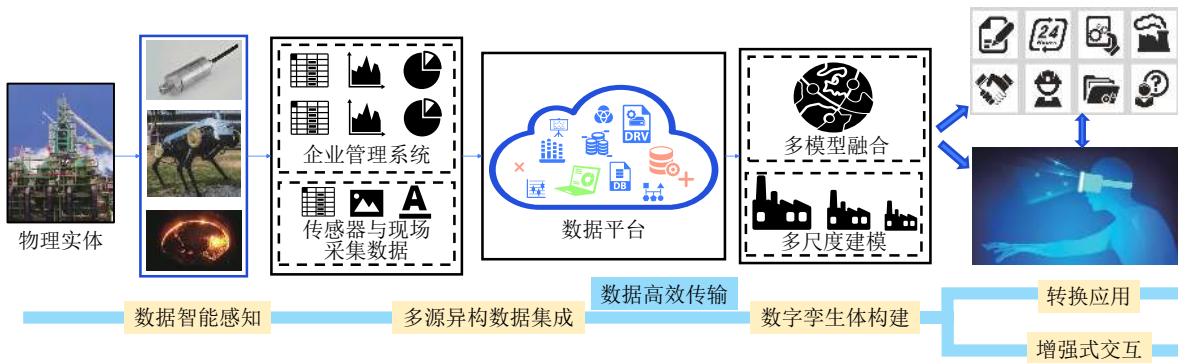 24
Hours
DRV
DB
A
企业管理系统
多模型融合
传感器与现场
采集数据
物理实体
数据平台
多尺度建模
数据高效传输
数据智能感知
多源异构数据集成
数字孪生体构建
转换应用
增强式交互